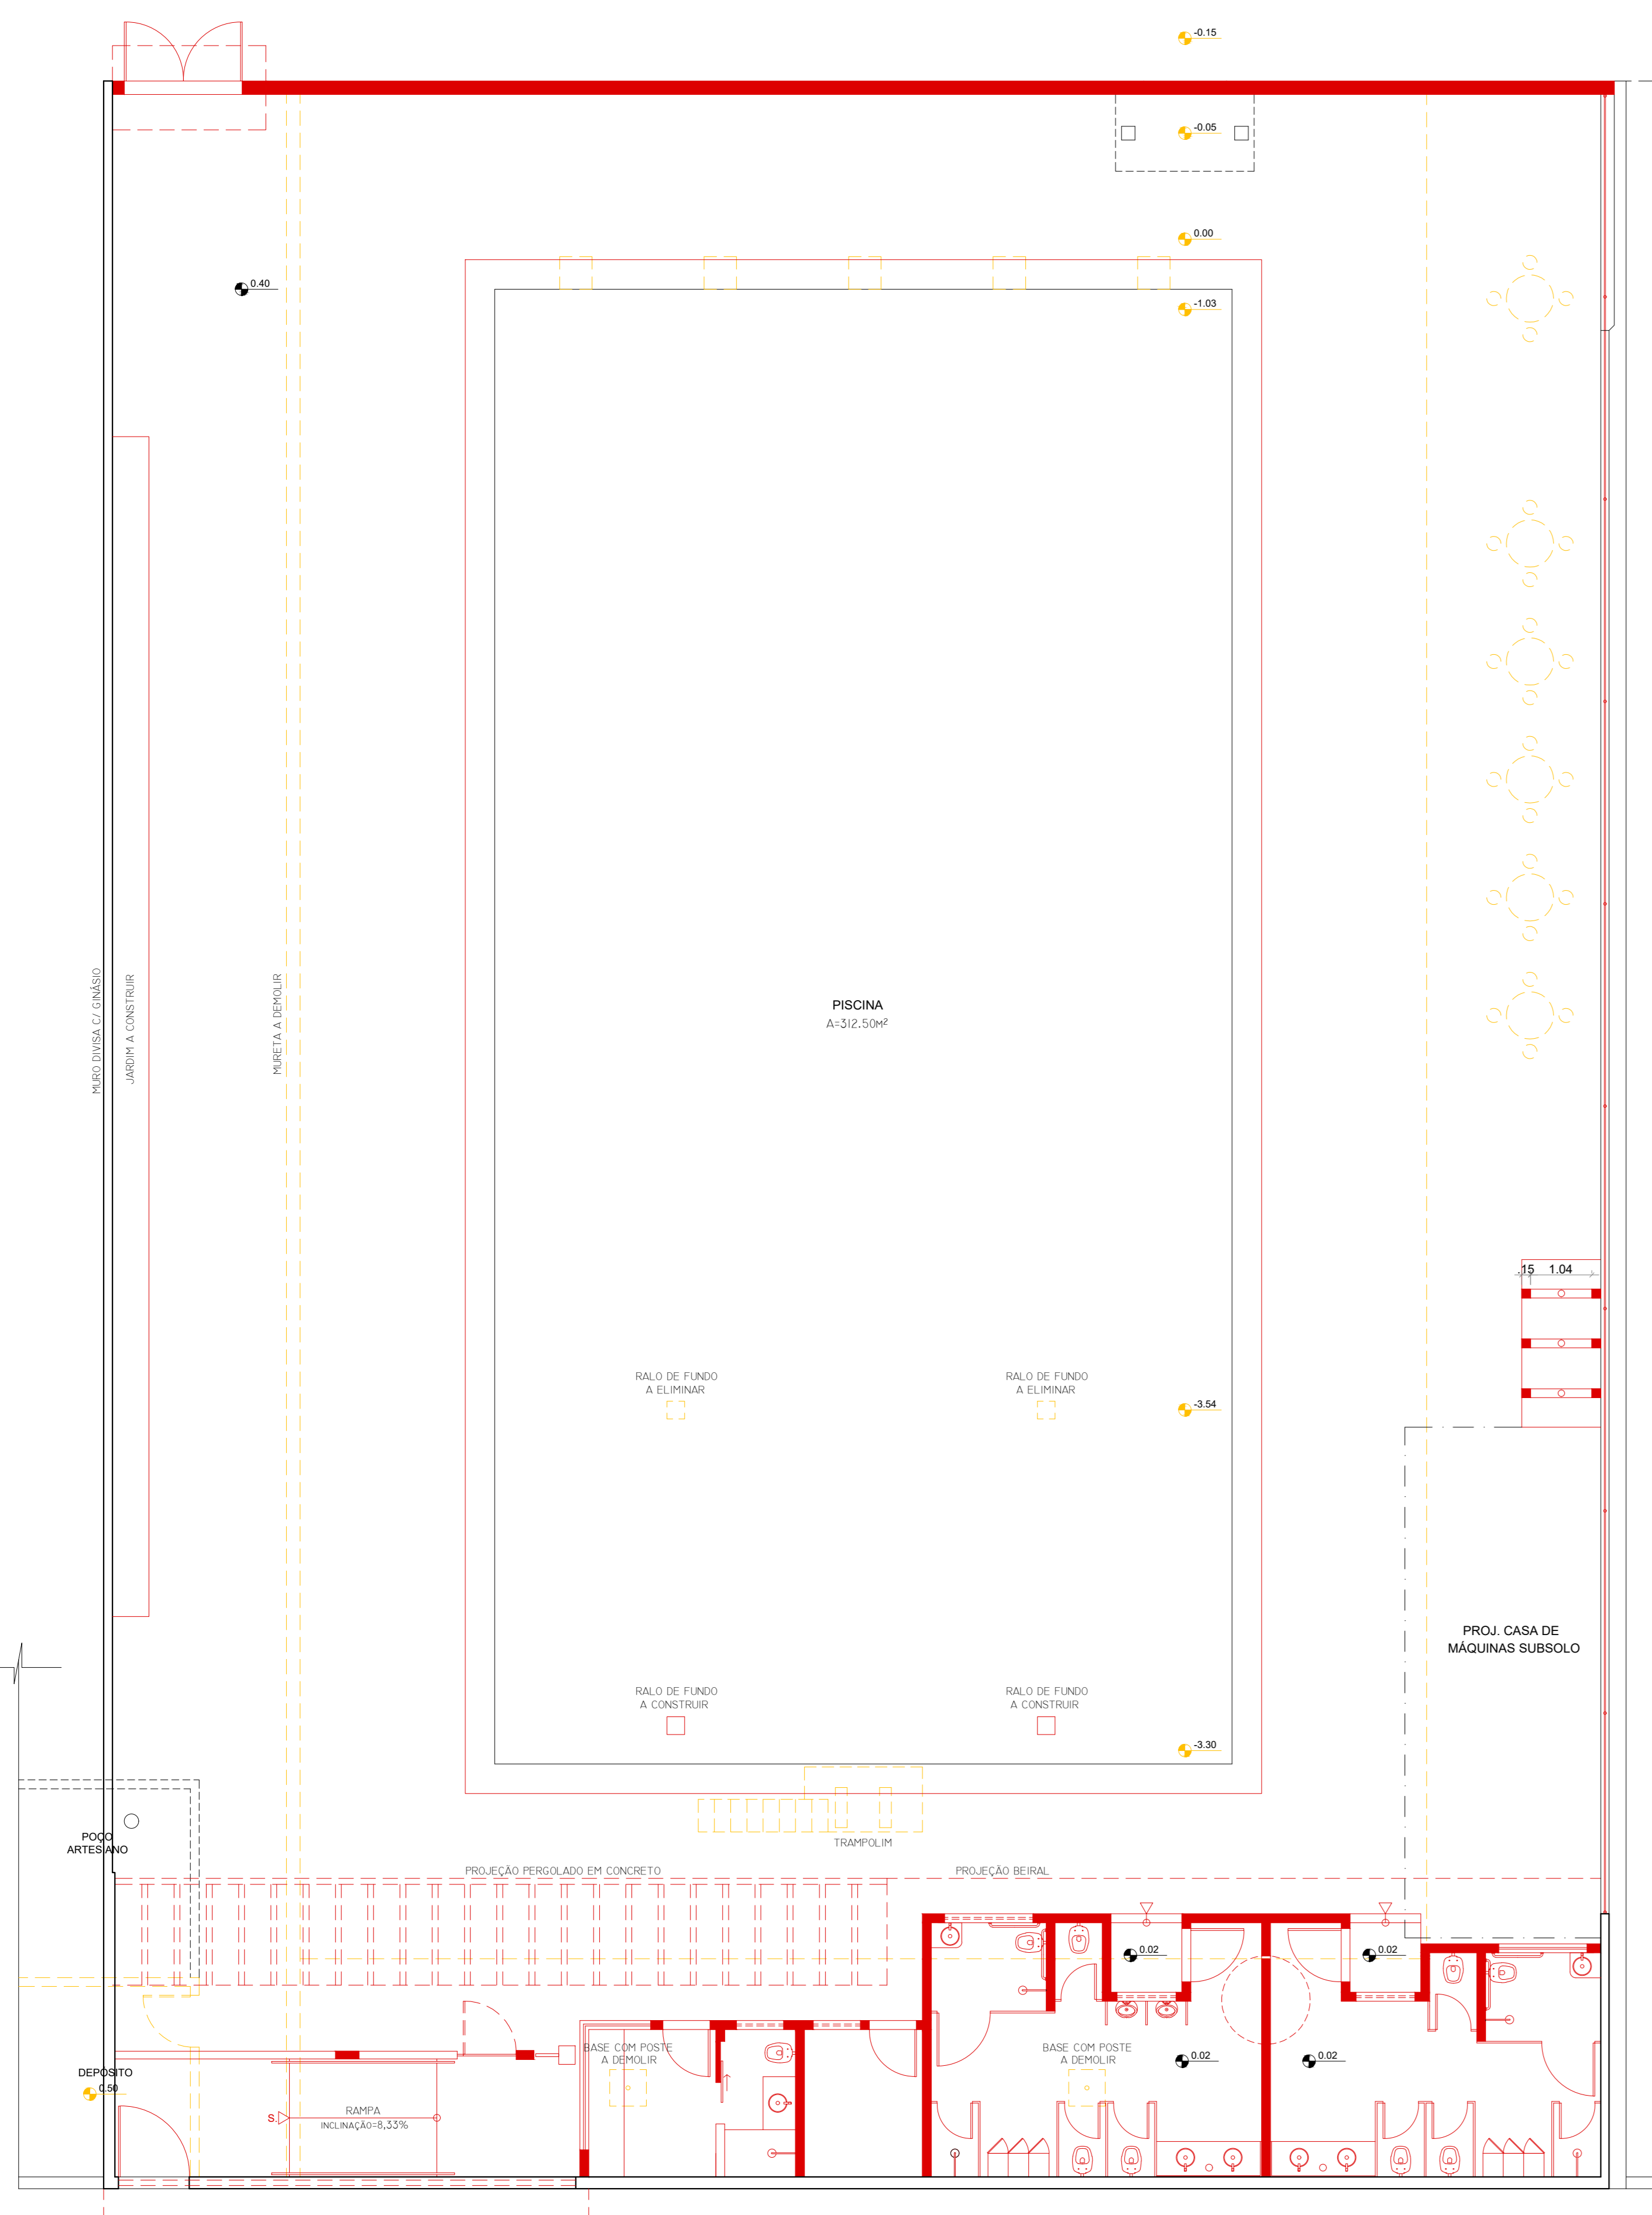 -0.15
-0.05
0.00
0.40
-1.03
MURO DIVISA C/ GINÁSIO
JARDIM A CONSTRUIR
MURETA A DEMOLIR
PISCINA
A=312.50M²
.15 1.04
RALO DE FUNDO
A ELIMINAR
RALO DE FUNDO
A ELIMINAR
-3.54
PROJ. CASA DE
MÁQUINAS SUBSOLO
RALO DE FUNDO
A CONSTRUIR
RALO DE FUNDO
A CONSTRUIR
-3.30
POÇO
ARTESIANO
TRAMPOLIM
PROJEÇÃO PERGOLADO EM CONCRETO
PROJEÇÃO BEIRAL
0.02
0.02
BASE COM POSTE
A DEMOLIR
BASE COM POSTE
A DEMOLIR
0.02
0.02
DEPÓSITO
0.50
RAMPA
S.
INCLINAÇÃO=8,33%